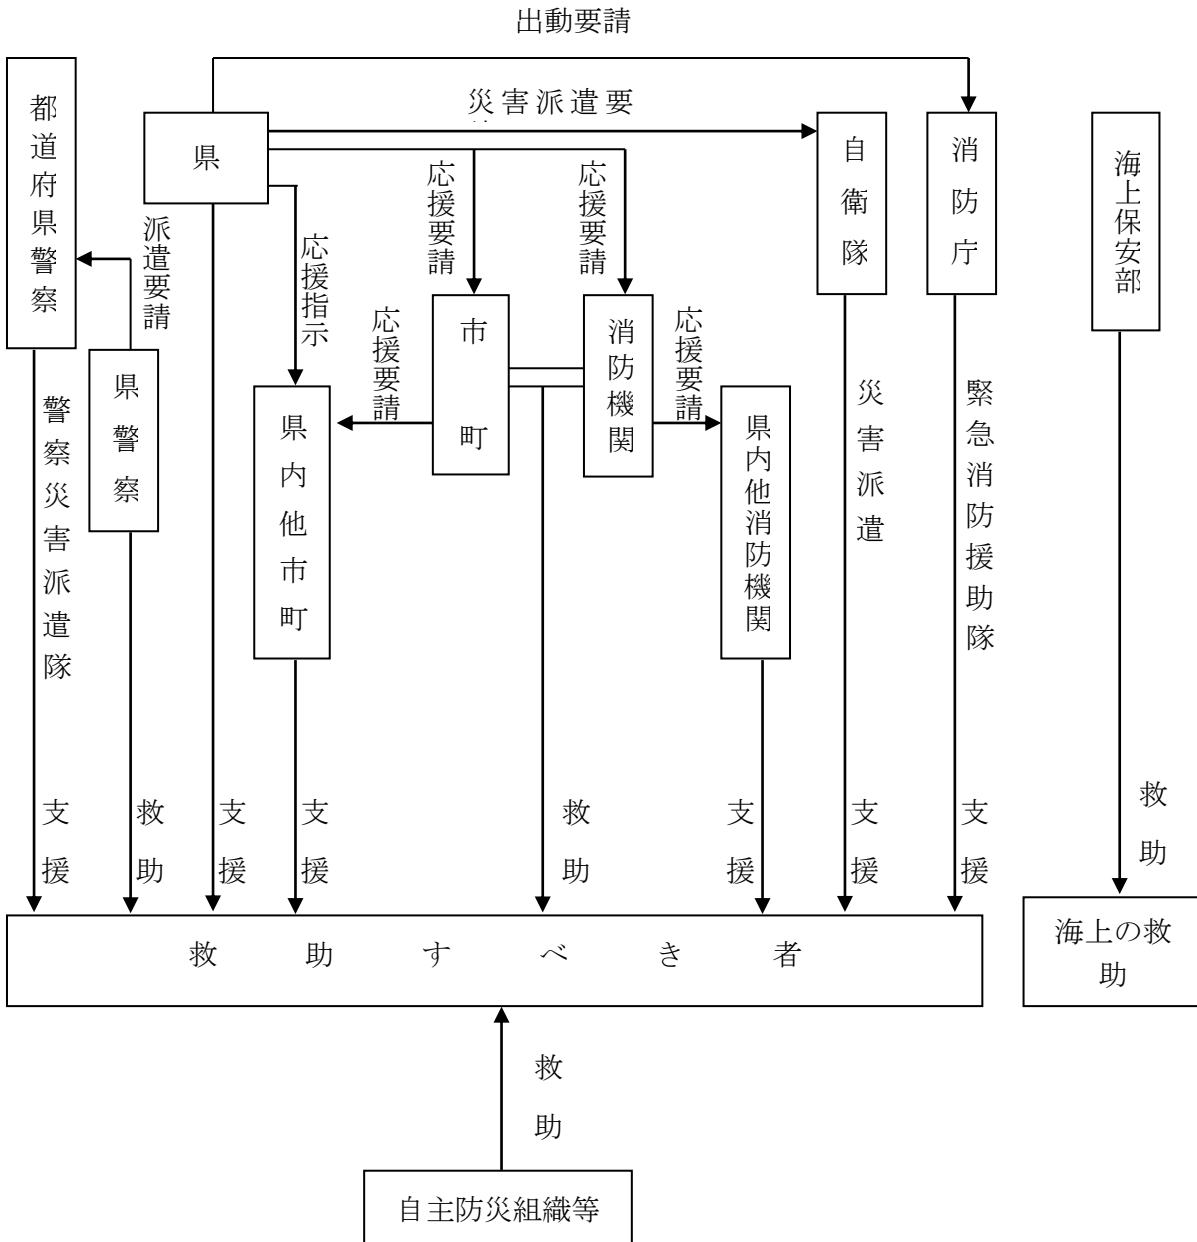 出動要請
災害派遣要
都道府県警察
県
自衛隊
消防庁
海上保安部
派遣要請
応援指示
応援要請
応援要請
市町
消防機関
応援要請
応援要請
県警察
県内他市町
県内他消防機関
警察災害派遣隊
災害派遣
緊急消防援助隊
支援
救助
支援
支援
救助
支援
支援
支援
救助
救助すべき者
海上の救
助
救助
自主防災組織等